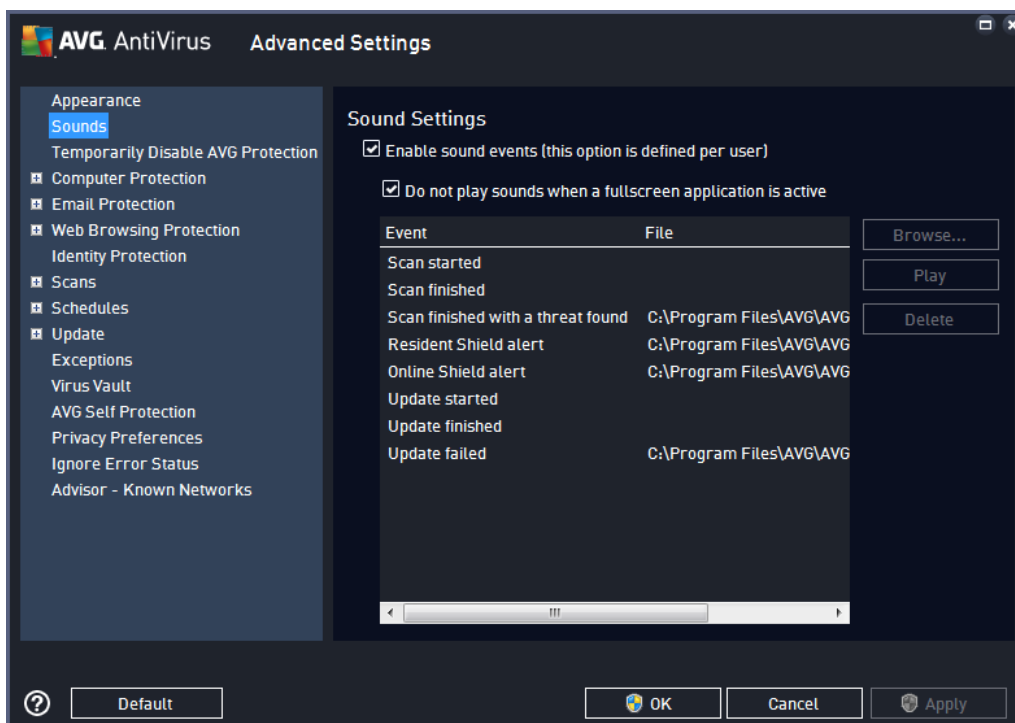 AVG AntiVirus Advanced Settings
Appearance
Sounds
Temporarily Disable AVG Protection
Computer Protection
Email Protection
Web Browsing Protection
Identity Protection
Scans
Schedules
Update
Exceptions
Virus Vault
AVG Self Protection
Privacy Preferences
Ignore Error Status
Advisor - Known Networks
Sound Settings
Enable sound events (this option is defined per user)
Do not play sounds when a fullscreen application is active
Event File
Scan started
Scan finished
Scan finished with a threat found C:\Program Files\AVG\AVG
Resident Shield alert C:\Program Files\AVG\AVG
Online Shield alert C:\Program Files\AVG\AVG
Update started
Update finished
Update failed C:\Program Files\AVG\AVG
Browse...
Play
Delete
? Default OK Cancel Apply